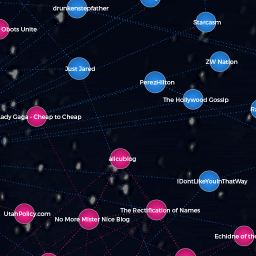 drunkenstepfather
Starcasm
Obots Unite
ZW Nation
Just Jared
PerezHilton
The Hollywood Gossip
Lady Gaga - Cheap to Cheap
allcublog
IDontLikeYouInThatWay
UtahPolicy.com
The Rectification of Names
No More Mister Nice Blog
Echidne of the